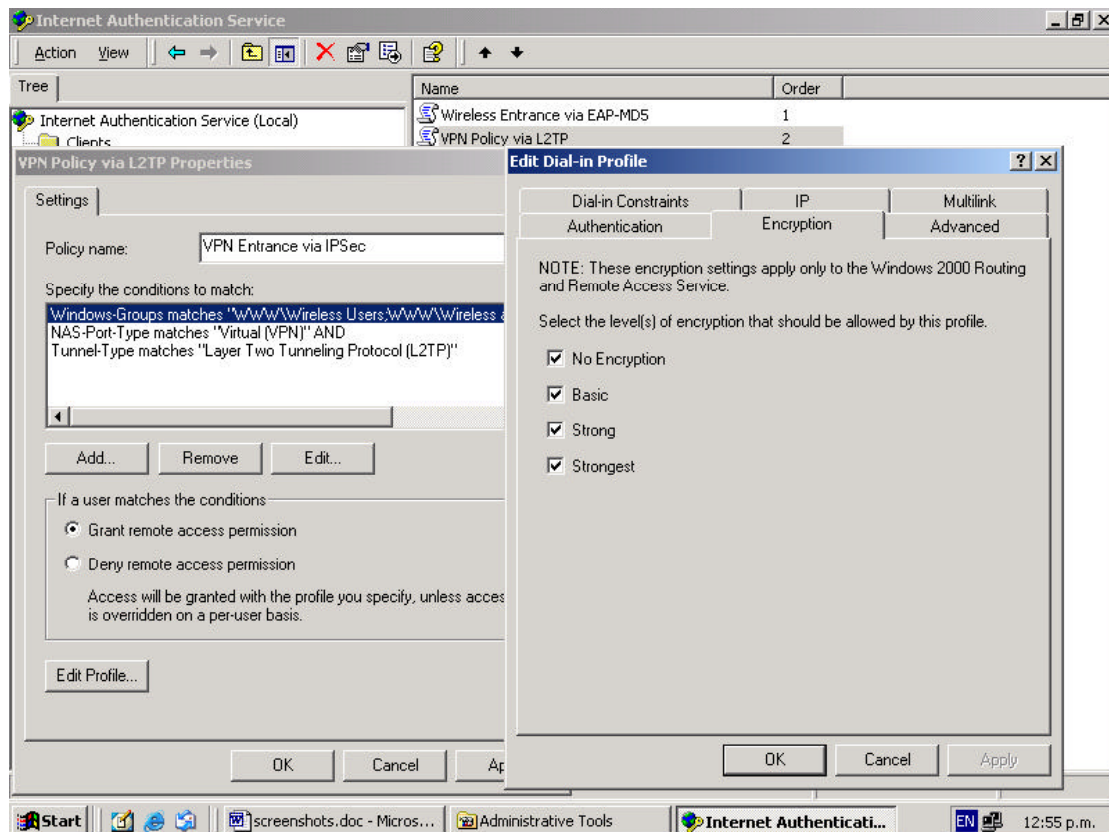 Internet Authentication Service
Action View
Tree
Name Order
Internet Authentication Service (Local)
Clients
Wireless Entrance via EAP-MD5 1
VPN Policy via L2TP 2
VPN Policy via L2TP Properties
Settings
Policy name: VPN Entrance via IPSec
Specify the conditions to match:
Windows-Groups matches "WWW\Wireless Users;WWW\Wireless
NAS-Port-Type matches "Virtual (VPN)" AND
Tunnel-Type matches "Layer Two Tunneling Protocol (L2TP)"
Add... Remove Edit...
If a user matches the conditions
Grant remote access permission
Deny remote access permission
Access will be granted with the profile you specify, unless
is overridden on a per-user basis.
Edit Profile...
OK Cancel
Edit Dial-in Profile
Dial-in Constraints IP Multilink
Authentication Encryption Advanced
NOTE: These encryption settings apply only to the Windows 2000 Routing
and Remote Access Service.
Select the level(s) of encryption that should be allowed by this profile.
No Encryption
Basic
Strong
Strongest
OK Cancel Apply
Start screenshots.doc - Micros... Administrative Tools Internet Authenticati... EN 12:55 p.m.